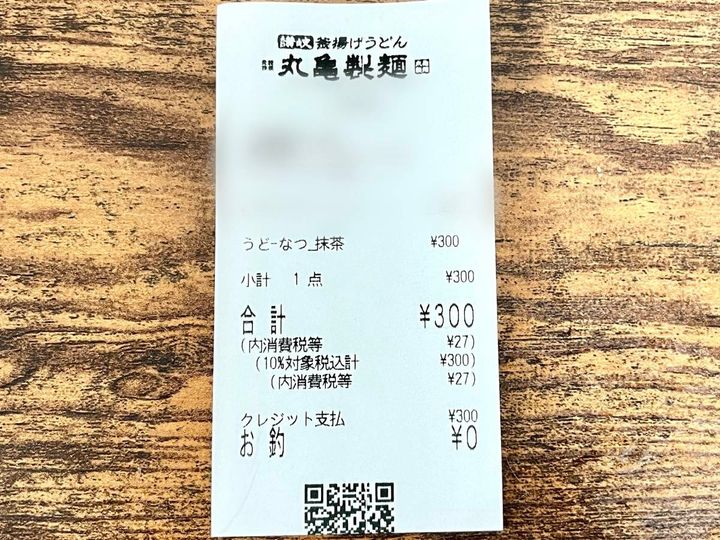 讃岐 釜揚げうどん
丸亀製麺
うどーなつ_抹茶 ¥300
小計 1 点 ¥300
合計 ¥300
(内消費税等 ¥27)
(10%対象税込計 ¥300)
(内消費税等 ¥27)
クレジット支払 ¥300
お釣 ¥0